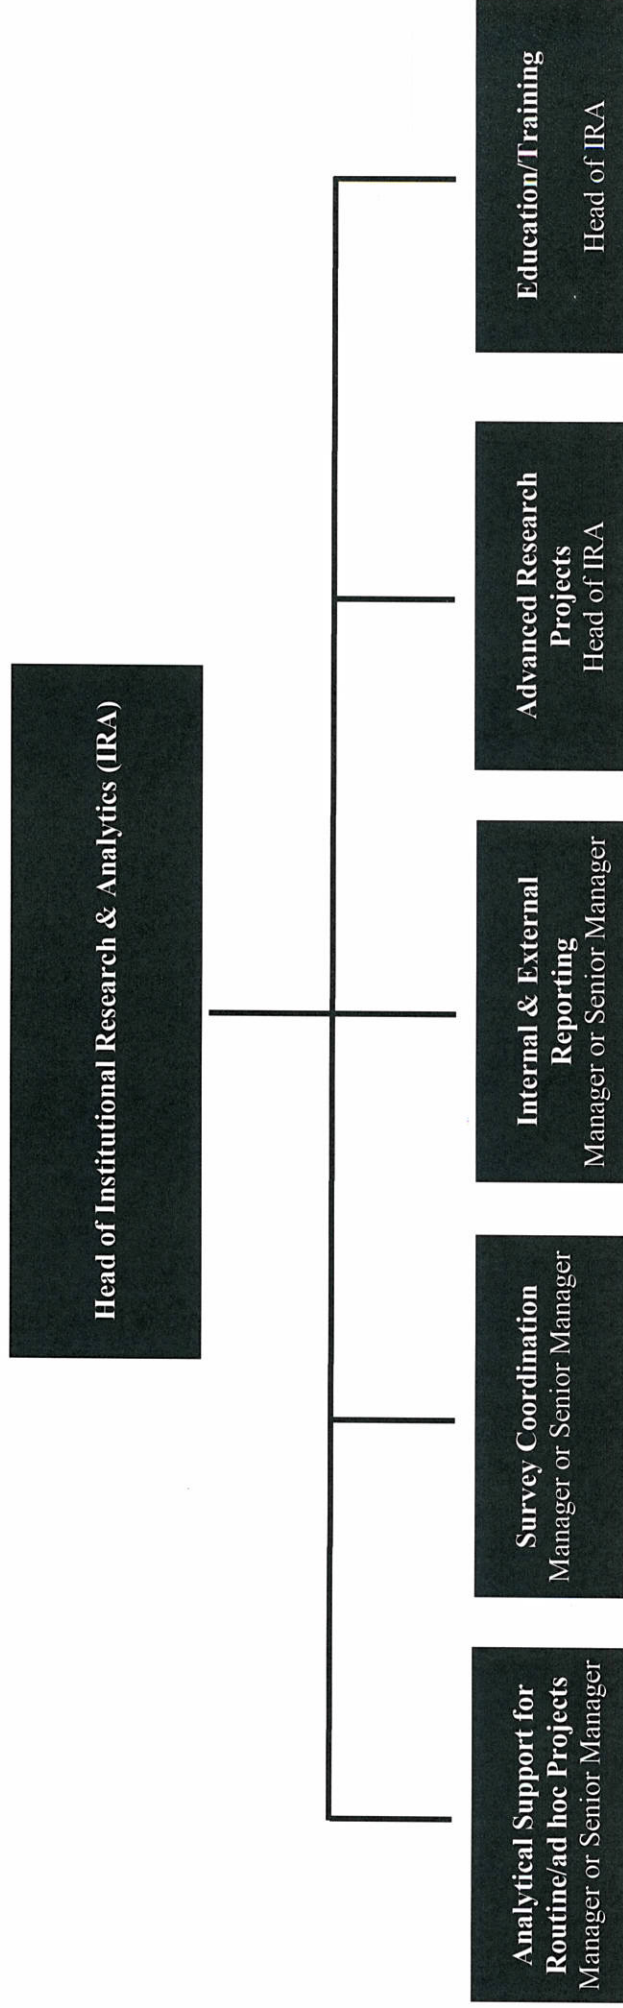 Head of Institutional Research & Analytics (IRA)
Analytical Support for
Routine/ad hoc Projects
Manager or Senior Manager
Survey Coordination
Manager or Senior Manager
Internal & External
Reporting
Manager or Senior Manager
Advanced Research
Projects
Head of IRA
Education/Training
Head of IRA